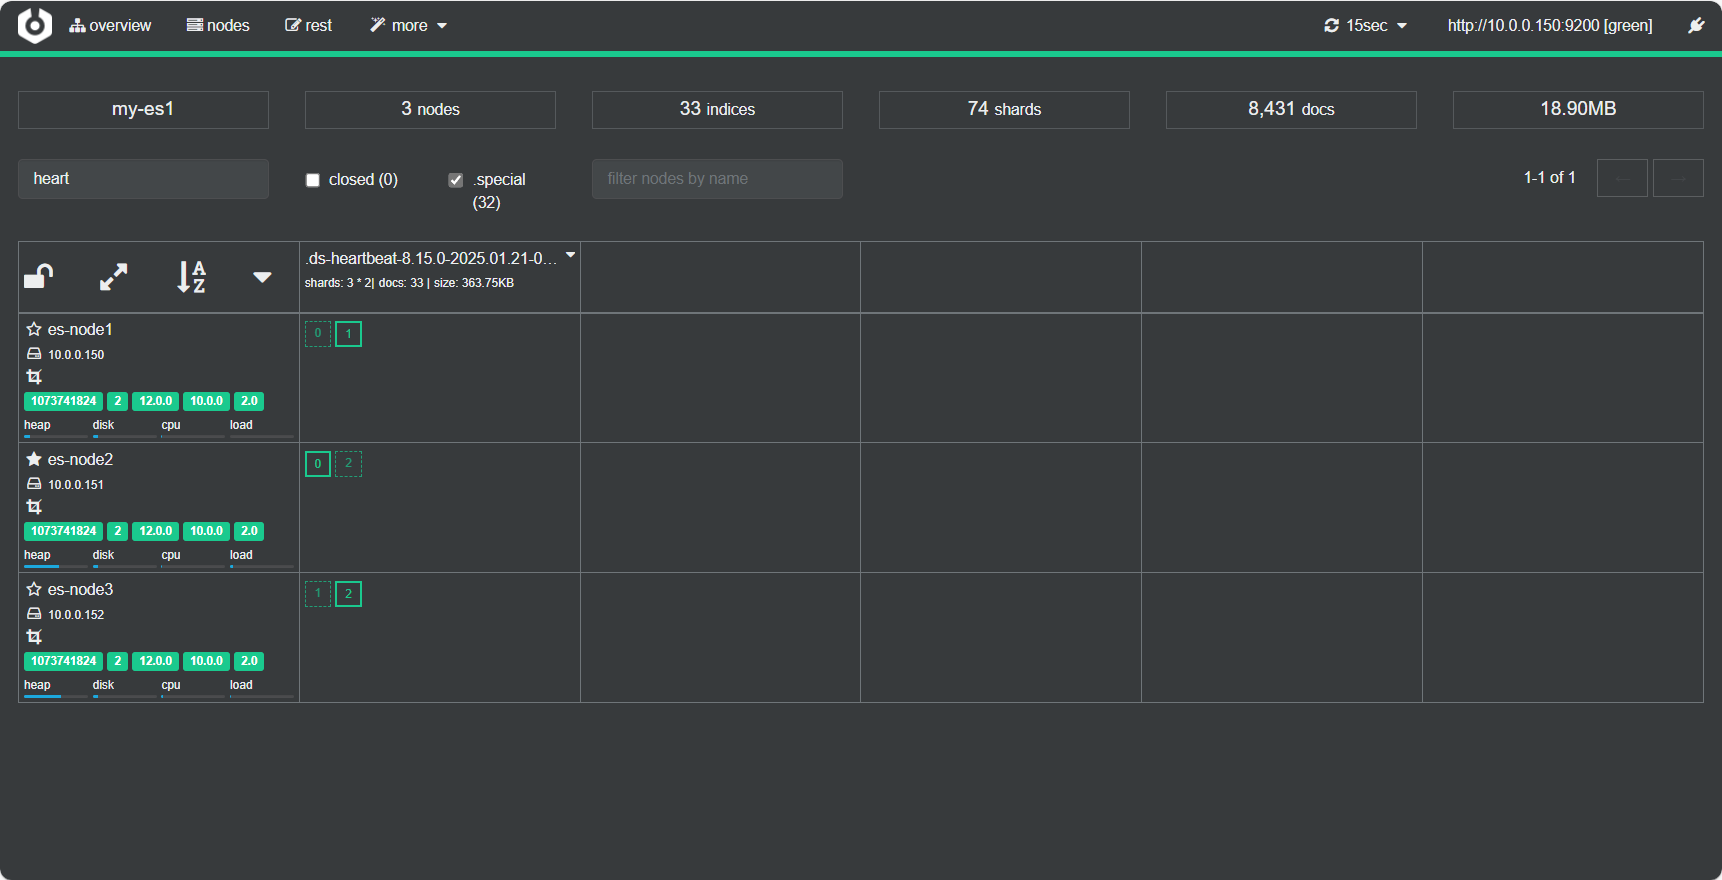 overview nodes rest more 15sec http://10.0.0.150:9200 [green]
my-es1 3 nodes 33 indices 74 shards 8,431 docs 18.90MB
heart closed (0) .special (32) filter nodes by name 1-1 of 1
A
Z
.ds-heartbeat-8.15.0-2025.01.21-0...
shards: 3 * 2| docs: 33 | size: 363.75KB
es-node1 0 1
10.0.0.150
1073741824 2 12.0.0 10.0.0 2.0
heap disk cpu load
es-node2 0 2
10.0.0.151
1073741824 2 12.0.0 10.0.0 2.0
heap disk cpu load
es-node3 1 2
10.0.0.152
1073741824 2 12.0.0 10.0.0 2.0
heap disk cpu load